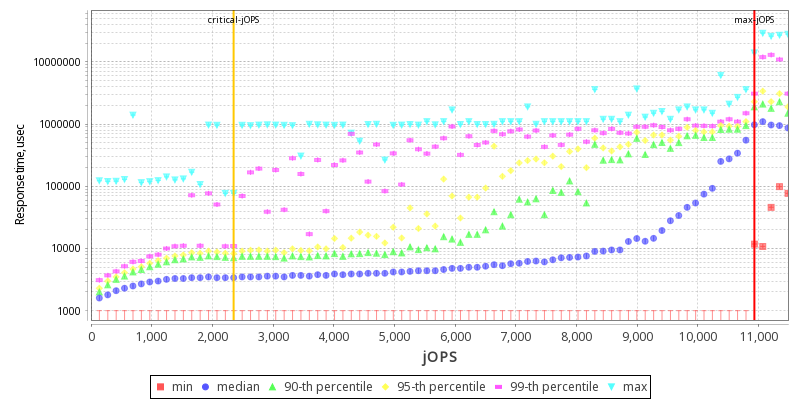 critical-jOPS max-jOPS
Response time, usec
10000000
1000000
100000
10000
1000
0 1,000 2,000 3,000 4,000 5,000 6,000 7,000 8,000 9,000 10,000 11,000
jOPS
min median 90-th percentile 95-th percentile 99-th percentile max